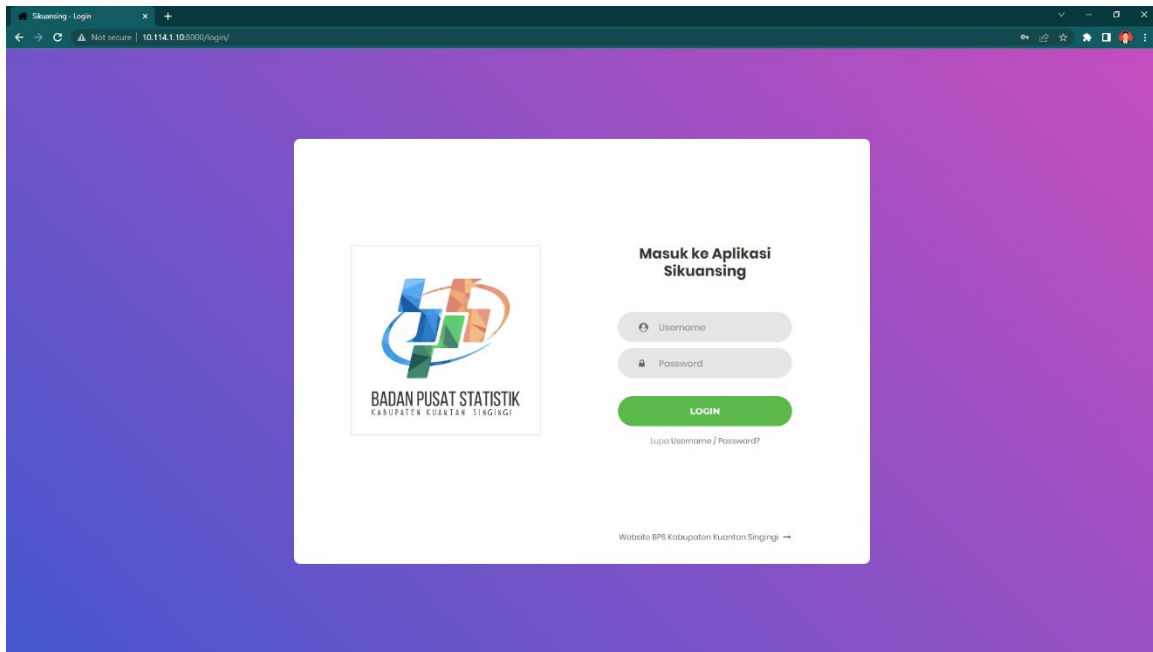 Sikuansing - Login
Not secure | 10.114.1.10:8000/login/
Masuk ke Aplikasi
Sikuansing
Username
Password
BADAN PUSAT STATISTIK
KABUPATEN KUANTAN SINGINGI
LOGIN
Lupa Username / Password?
Website BPS Kabupaten Kuantan Singingi →